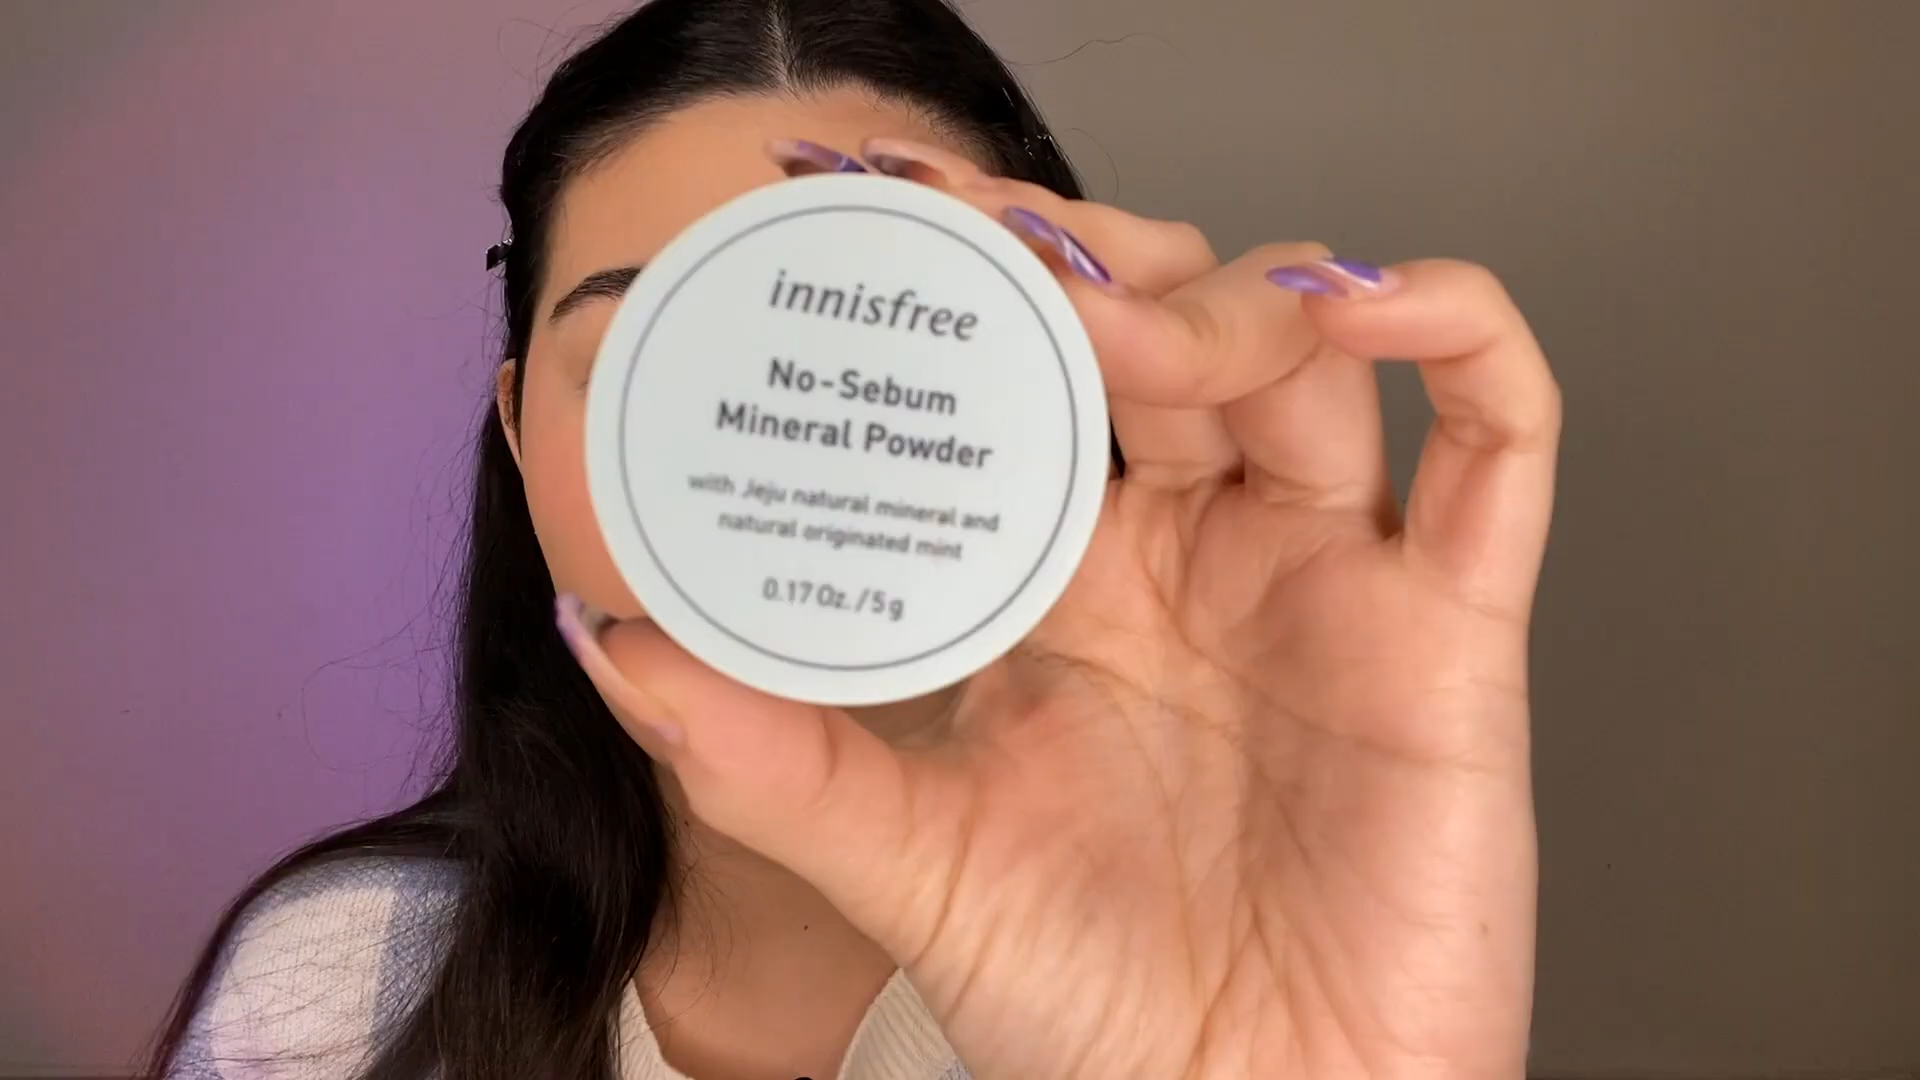 innisfree
No-Sebum
Mineral Powder
with Jeju natural mineral and
natural originated mint
0.17 Oz. / 5 g